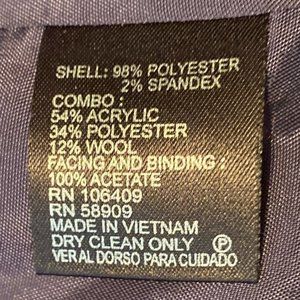 SHELL: 98% POLYESTER
2% SPANDEX
COMBO :
54% ACRYLIC
34% POLYESTER
12% WOOL
FACING AND BINDING :
100% ACETATE
RN 106409
RN 58909
MADE IN VIETNAM
DRY CLEAN ONLY Ⓟ
VER AL DORSO PARA CUIDADO